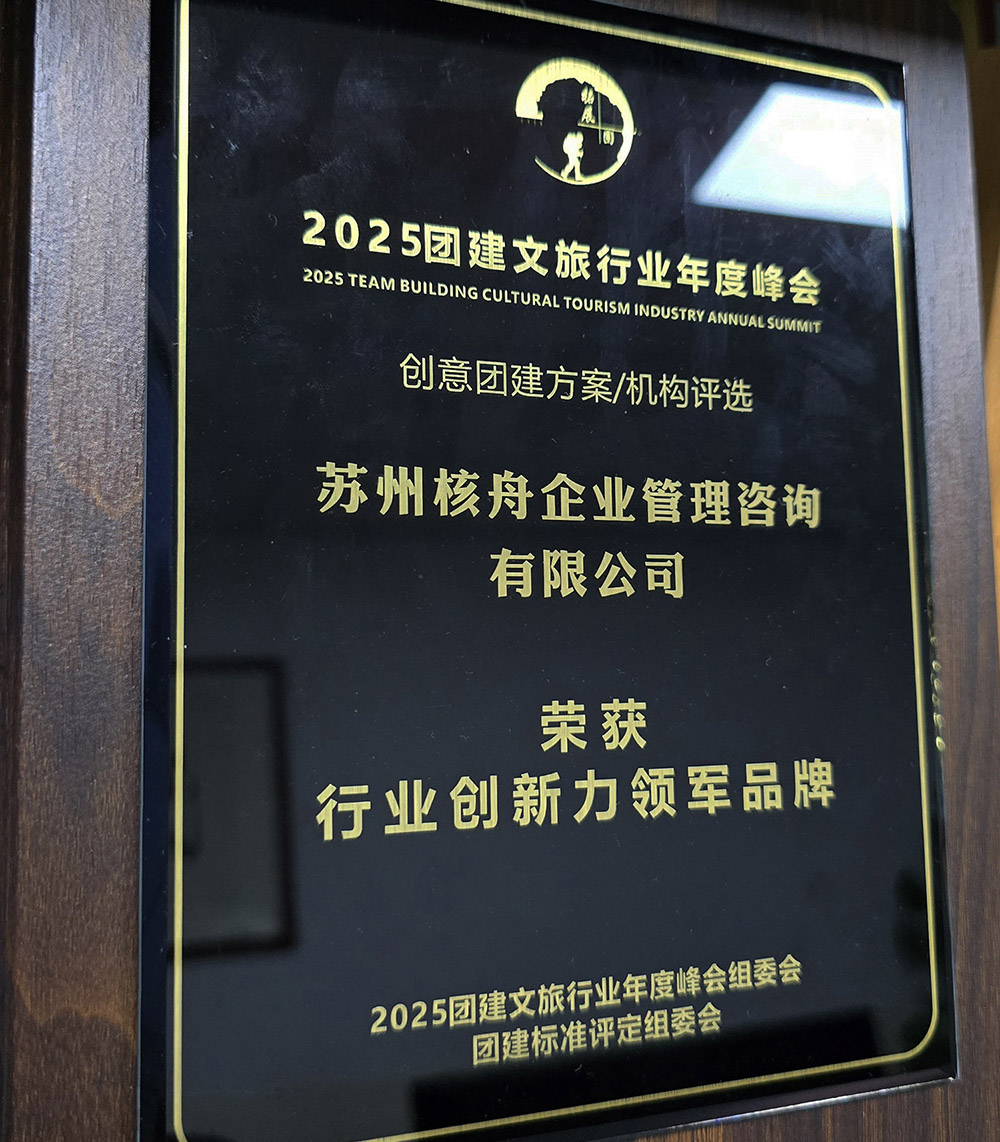 拓展
2025团建文旅行业年度峰会
2025 TEAM BUILDING CULTURAL TOURISM INDUSTRY ANNUAL SUMMIT
创意团建方案/机构评选
苏州核舟企业管理咨询
有限公司
荣获
行业创新力领军品牌
2025团建文旅行业年度峰会组委会
团建标准评定组委会